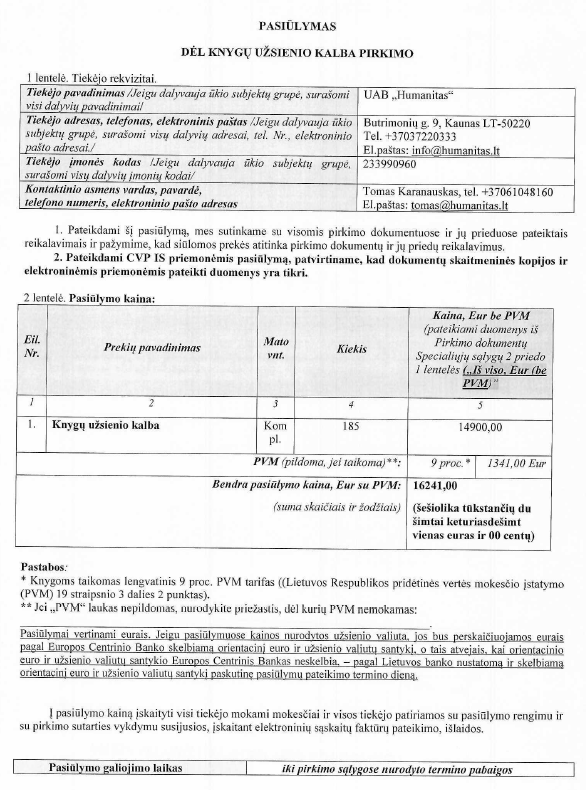 PASIŪLYMAS
DĖL KNYGŲ UŽSIENIO KALBA PIRKIMO
1 lentelė. Tiekėjo rekvizitai.
Tiekėjo pavadinimas /Jeigu dalyvauja ūkio subjektų grupė, surašomi
visi dalyvių pavadinimai/
UAB „Humanitas“
Tiekėjo adresas, telefonas, elektroninis paštas /Jeigu dalyvauja ūkio
subjektų grupė, surašomi visų dalyvių adresai, tel. Nr., elektroninio
pašto adresai./
Butrimonių g. 9, Kaunas LT-50220
Tel. +37037220333
El.paštas: info@humanitas.lt
Tiekėjo įmonės kodas /Jeigu dalyvauja ūkio subjektų grupė,
surašomi visų dalyvių įmonių kodai/
233990960
Kontaktinio asmens vardas, pavardė,
telefono numeris, elektroninio pašto adresas
Tomas Karanauskas, tel. +37061048160
El.paštas: tomas@humanitas.lt
1. Pateikdami šį pasiūlymą, mes sutinkame su visomis pirkimo dokumentuose ir jų prieduose pateiktais
reikalavimais ir pažymime, kad siūlomos prekės atitinka pirkimo dokumentų ir jų priedų reikalavimus.
2. Pateikdami CVP IS priemonėmis pasiūlymą, patvirtiname, kad dokumentų skaitmeninės kopijos ir
elektroninėmis priemonėmis pateikti duomenys yra tikri.
2 lentelė. Pasiūlymo kaina:
Eil.
Nr.
Prekių pavadinimas
Mato
vnt.
Kiekis
Kaina, Eur be PVM
(pateikiami duomenys iš
Pirkimo dokumentų
Specialiųjų sąlygų 2 priedo
1 lentelės („Iš viso, Eur (be
PVM)“
1 2 3 4 5
1. Knygų užsienio kalba Kom
pl.
185 14900,00
PVM (pildoma, jei taikoma)**: 9 proc.* 1341,00 Eur
Bendra pasiūlymo kaina, Eur su PVM: 16241,00
(suma skaičiais ir žodžiais) (šešiolika tūkstančių du
šimtai keturiasdešimt
vienas euras ir 00 centų)
Pastabos:
* Knygoms taikomas lengvatinis 9 proc. PVM tarifas ((Lietuvos Respublikos pridėtinės vertės mokesčio įstatymo
(PVM) 19 straipsnio 3 dalies 2 punktas).
** Jei „PVM“ laukas nepildomas, nurodykite priežastis, dėl kurių PVM nemokamas:
Pasiūlymai vertinami eurais. Jeigu pasiūlymuose kainos nurodytos užsienio valiuta, jos bus perskaičiuojamos eurais
pagal Europos Centrinio Banko skelbiamą orientacinį euro ir užsienio valiutų santykį, o tais atvejais, kai orientacinio
euro ir užsienio valiutų santykio Europos Centrinis Bankas neskelbia, – pagal Lietuvos banko nustatomą ir skelbiamą
orientacinį euro ir užsienio valiutų santykį paskutinę pasiūlymų pateikimo termino dieną.
Į pasiūlymo kainą įskaityti visi tiekėjo mokami mokesčiai ir visos tiekėjo patiriamos su pasiūlymo rengimu ir
su pirkimo sutarties vykdymu susijusios, įskaitant elektroninių sąskaitų faktūrų pateikimo, išlaidos.
Pasiūlymo galiojimo laikas iki pirkimo sąlygose nurodyto termino pabaigos